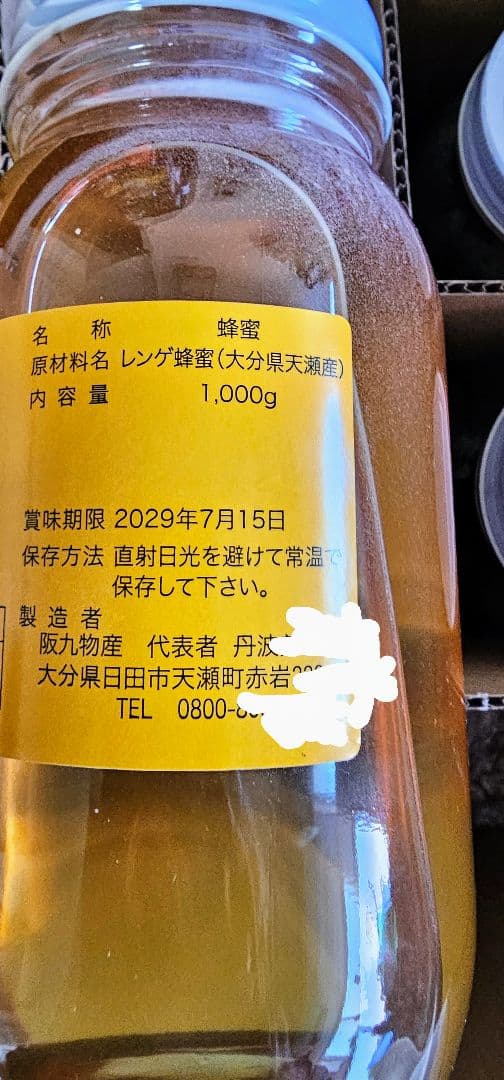 名称 蜂蜜
原材料名 レンゲ蜂蜜(大分県天瀬産)
内容量 1,000g
賞味期限 2029年7月15日
保存方法 直射日光を避けて常温で
保存して下さい。
製造者
阪九物産 代表者 丹波
大分県日田市天瀬町赤岩
TEL 0800-8